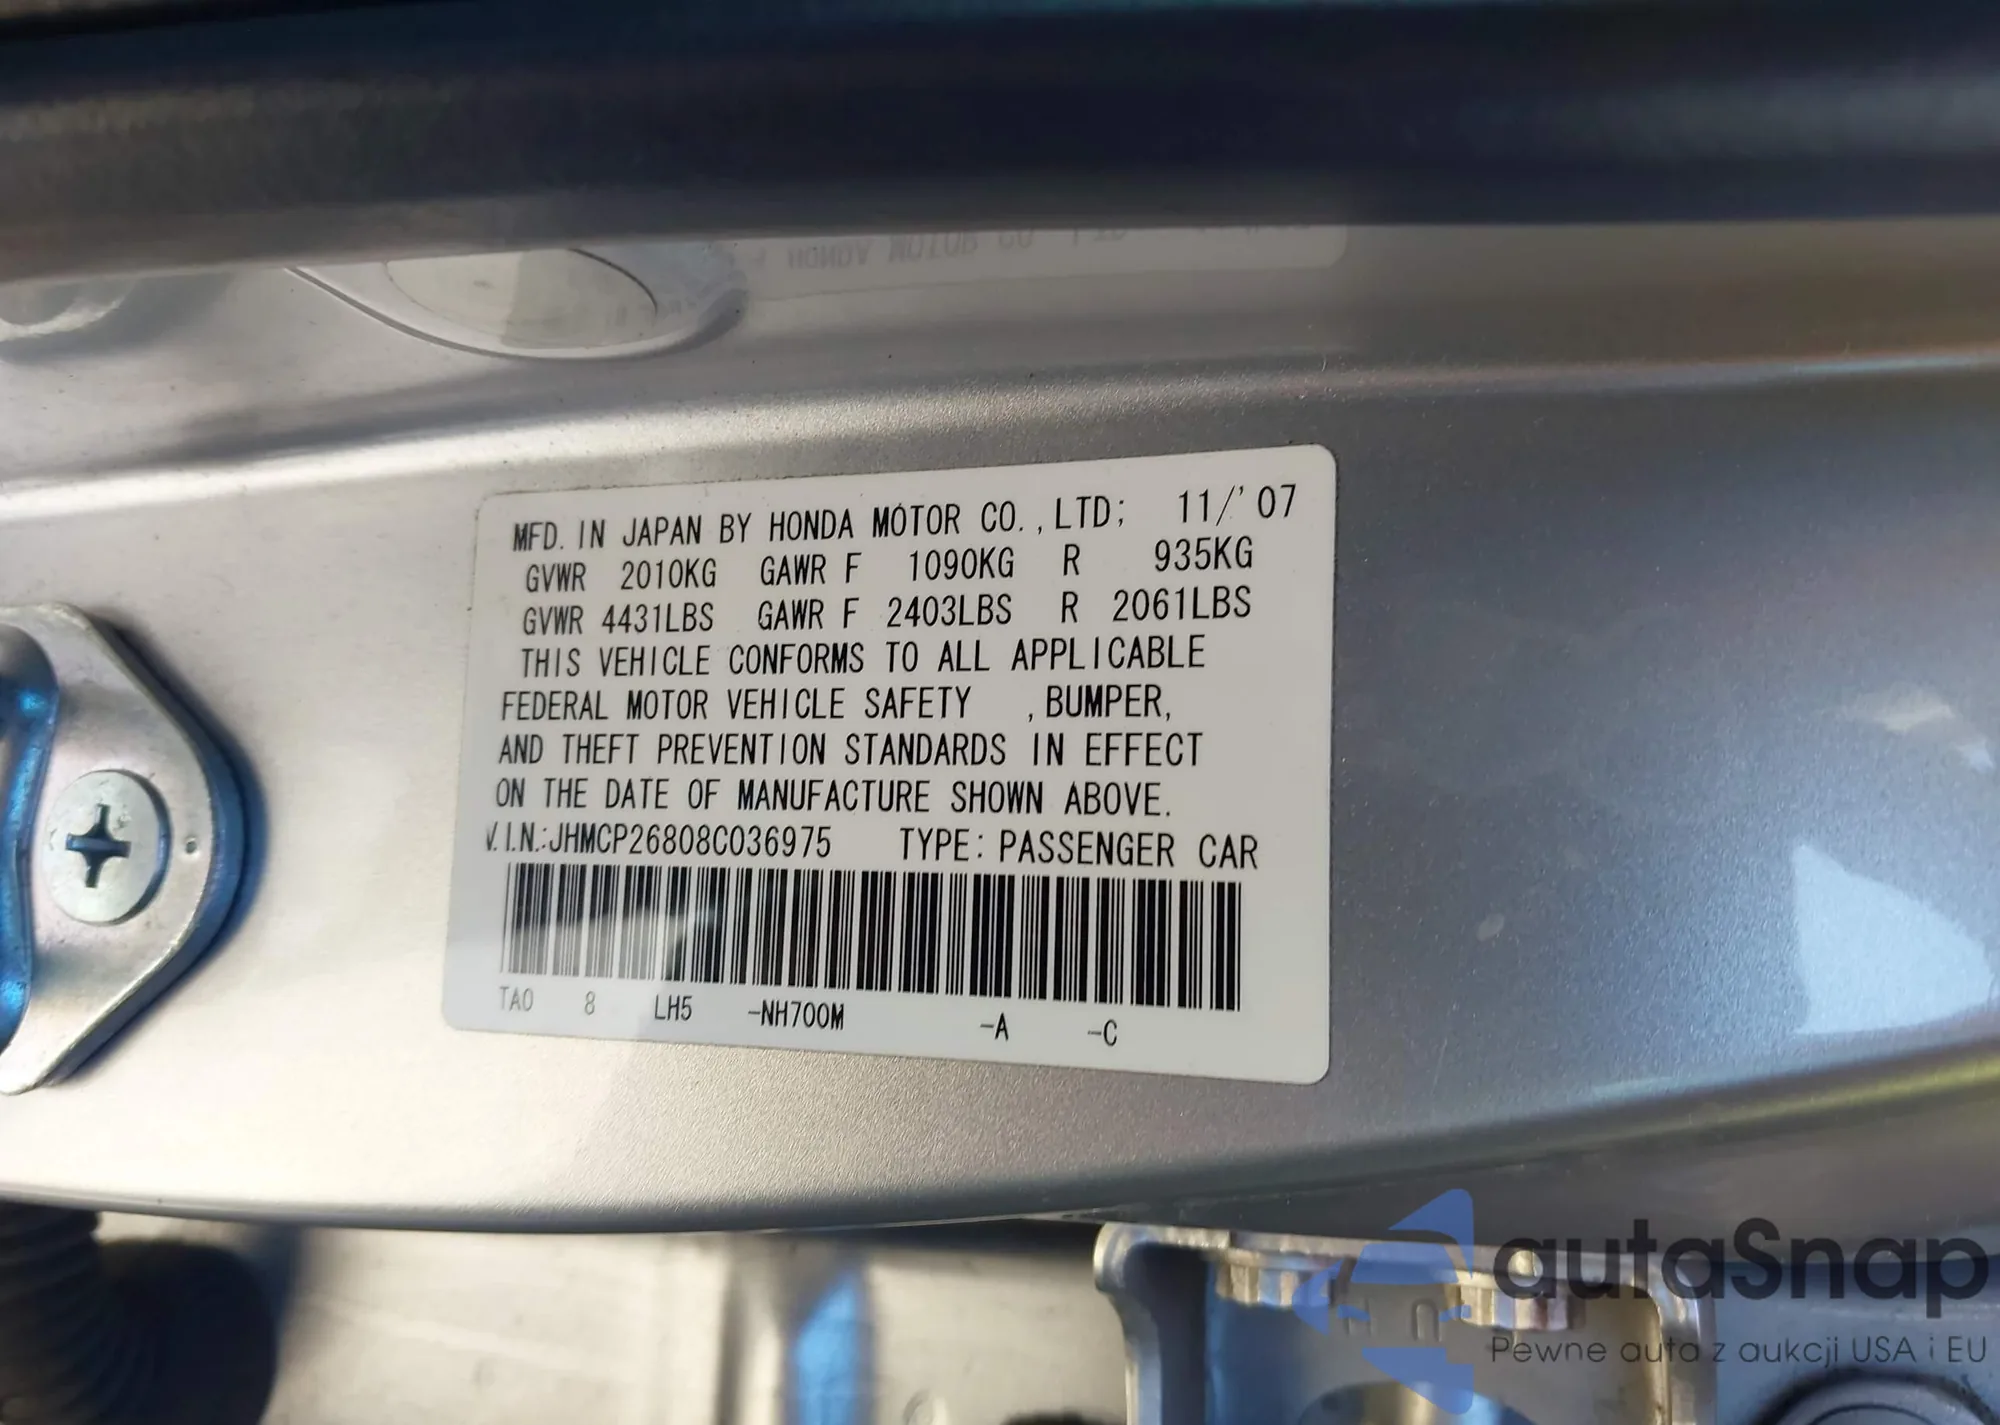 MFD. IN JAPAN BY HONDA MOTOR CO.,LTD; 11/'07
GVWR 2010KG GAWR F 1090KG R 935KG
GVWR 4431LBS GAWR F 2403LBS R 2061LBS
THIS VEHICLE CONFORMS TO ALL APPLICABLE
FEDERAL MOTOR VEHICLE SAFETY ,BUMPER,
AND THEFT PREVENTION STANDARDS IN EFFECT
ON THE DATE OF MANUFACTURE SHOWN ABOVE.
V.I.N.:JHMCP26808C036975 TYPE: PASSENGER CAR
TA0 8 LH5 -NH700M -A -C
autaSnap
Pewne auta z aukcji USA i EU